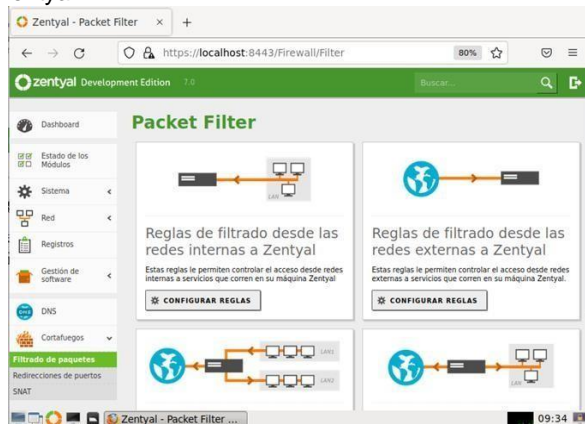 Zentyal - Packet Filter
https://localhost:8443/Firewall/Filter
80%
zentyal Development Edition 7.0
Buscar...
Dashboard
Estado de los
Módulos
Sistema
Red
Registros
Gestión de
software
DNS
Cortafuegos
Filtrado de paquetes
Redirecciones de puertos
SNAT
Packet Filter
LAN
Reglas de filtrado desde las
redes internas a Zentyal
Estas reglas le permiten controlar el acceso desde redes
internas a servicios que corren en su máquina Zentyal.
CONFIGURAR REGLAS
Reglas de filtrado desde las
redes externas a Zentyal
Estas reglas le permiten controlar el acceso desde redes
externas a servicios que corren en su máquina Zentyal.
CONFIGURAR REGLAS
LAN1
LAN2
LAN
Zentyal - Packet Filter ...
09:34